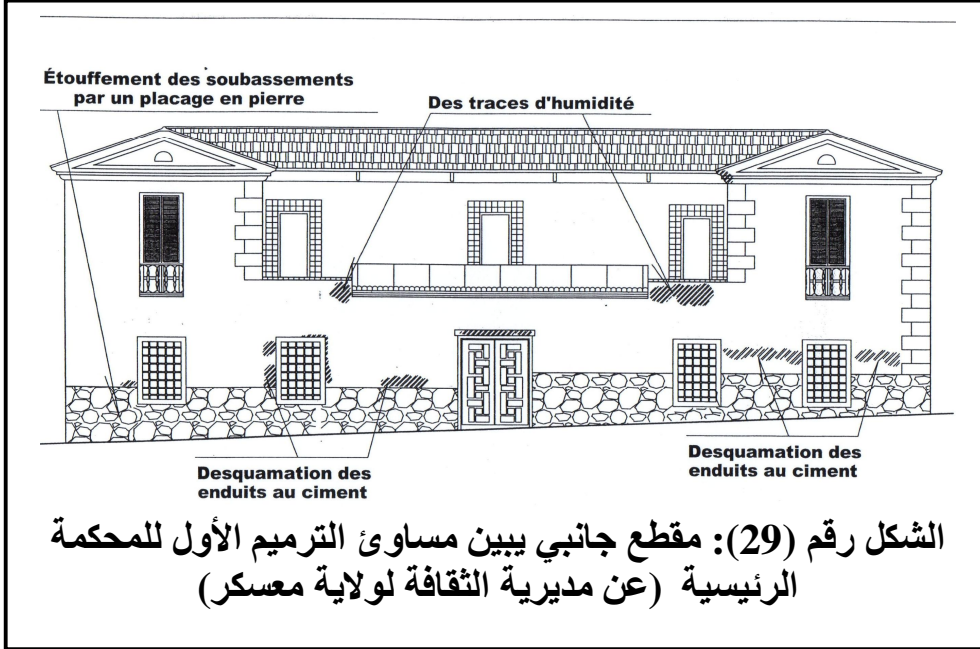 Étouffement des soubassements
par un placage en pierre
Des traces d'humidité
Desquamation des
enduits au ciment
Desquamation des
enduits au ciment
الشكل رقم (29): مقطع جانبي يبين مساوئ الترميم الأول للمحكمة
الرئيسية (عن مديرية الثقافة لولاية معسكر)